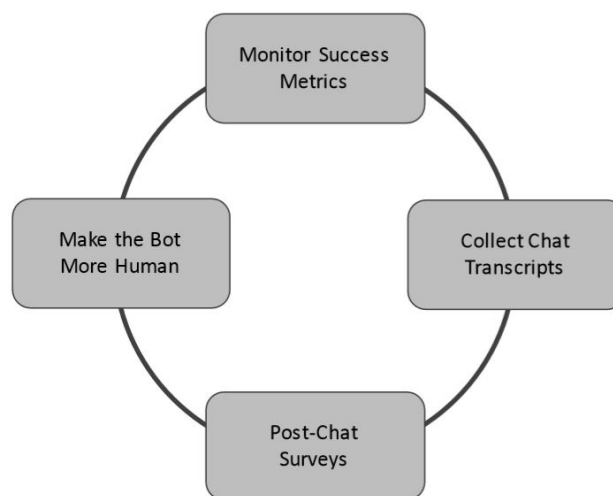 Monitor Success
Metrics
Make the Bot
More Human
Collect Chat
Transcripts
Post-Chat
Surveys